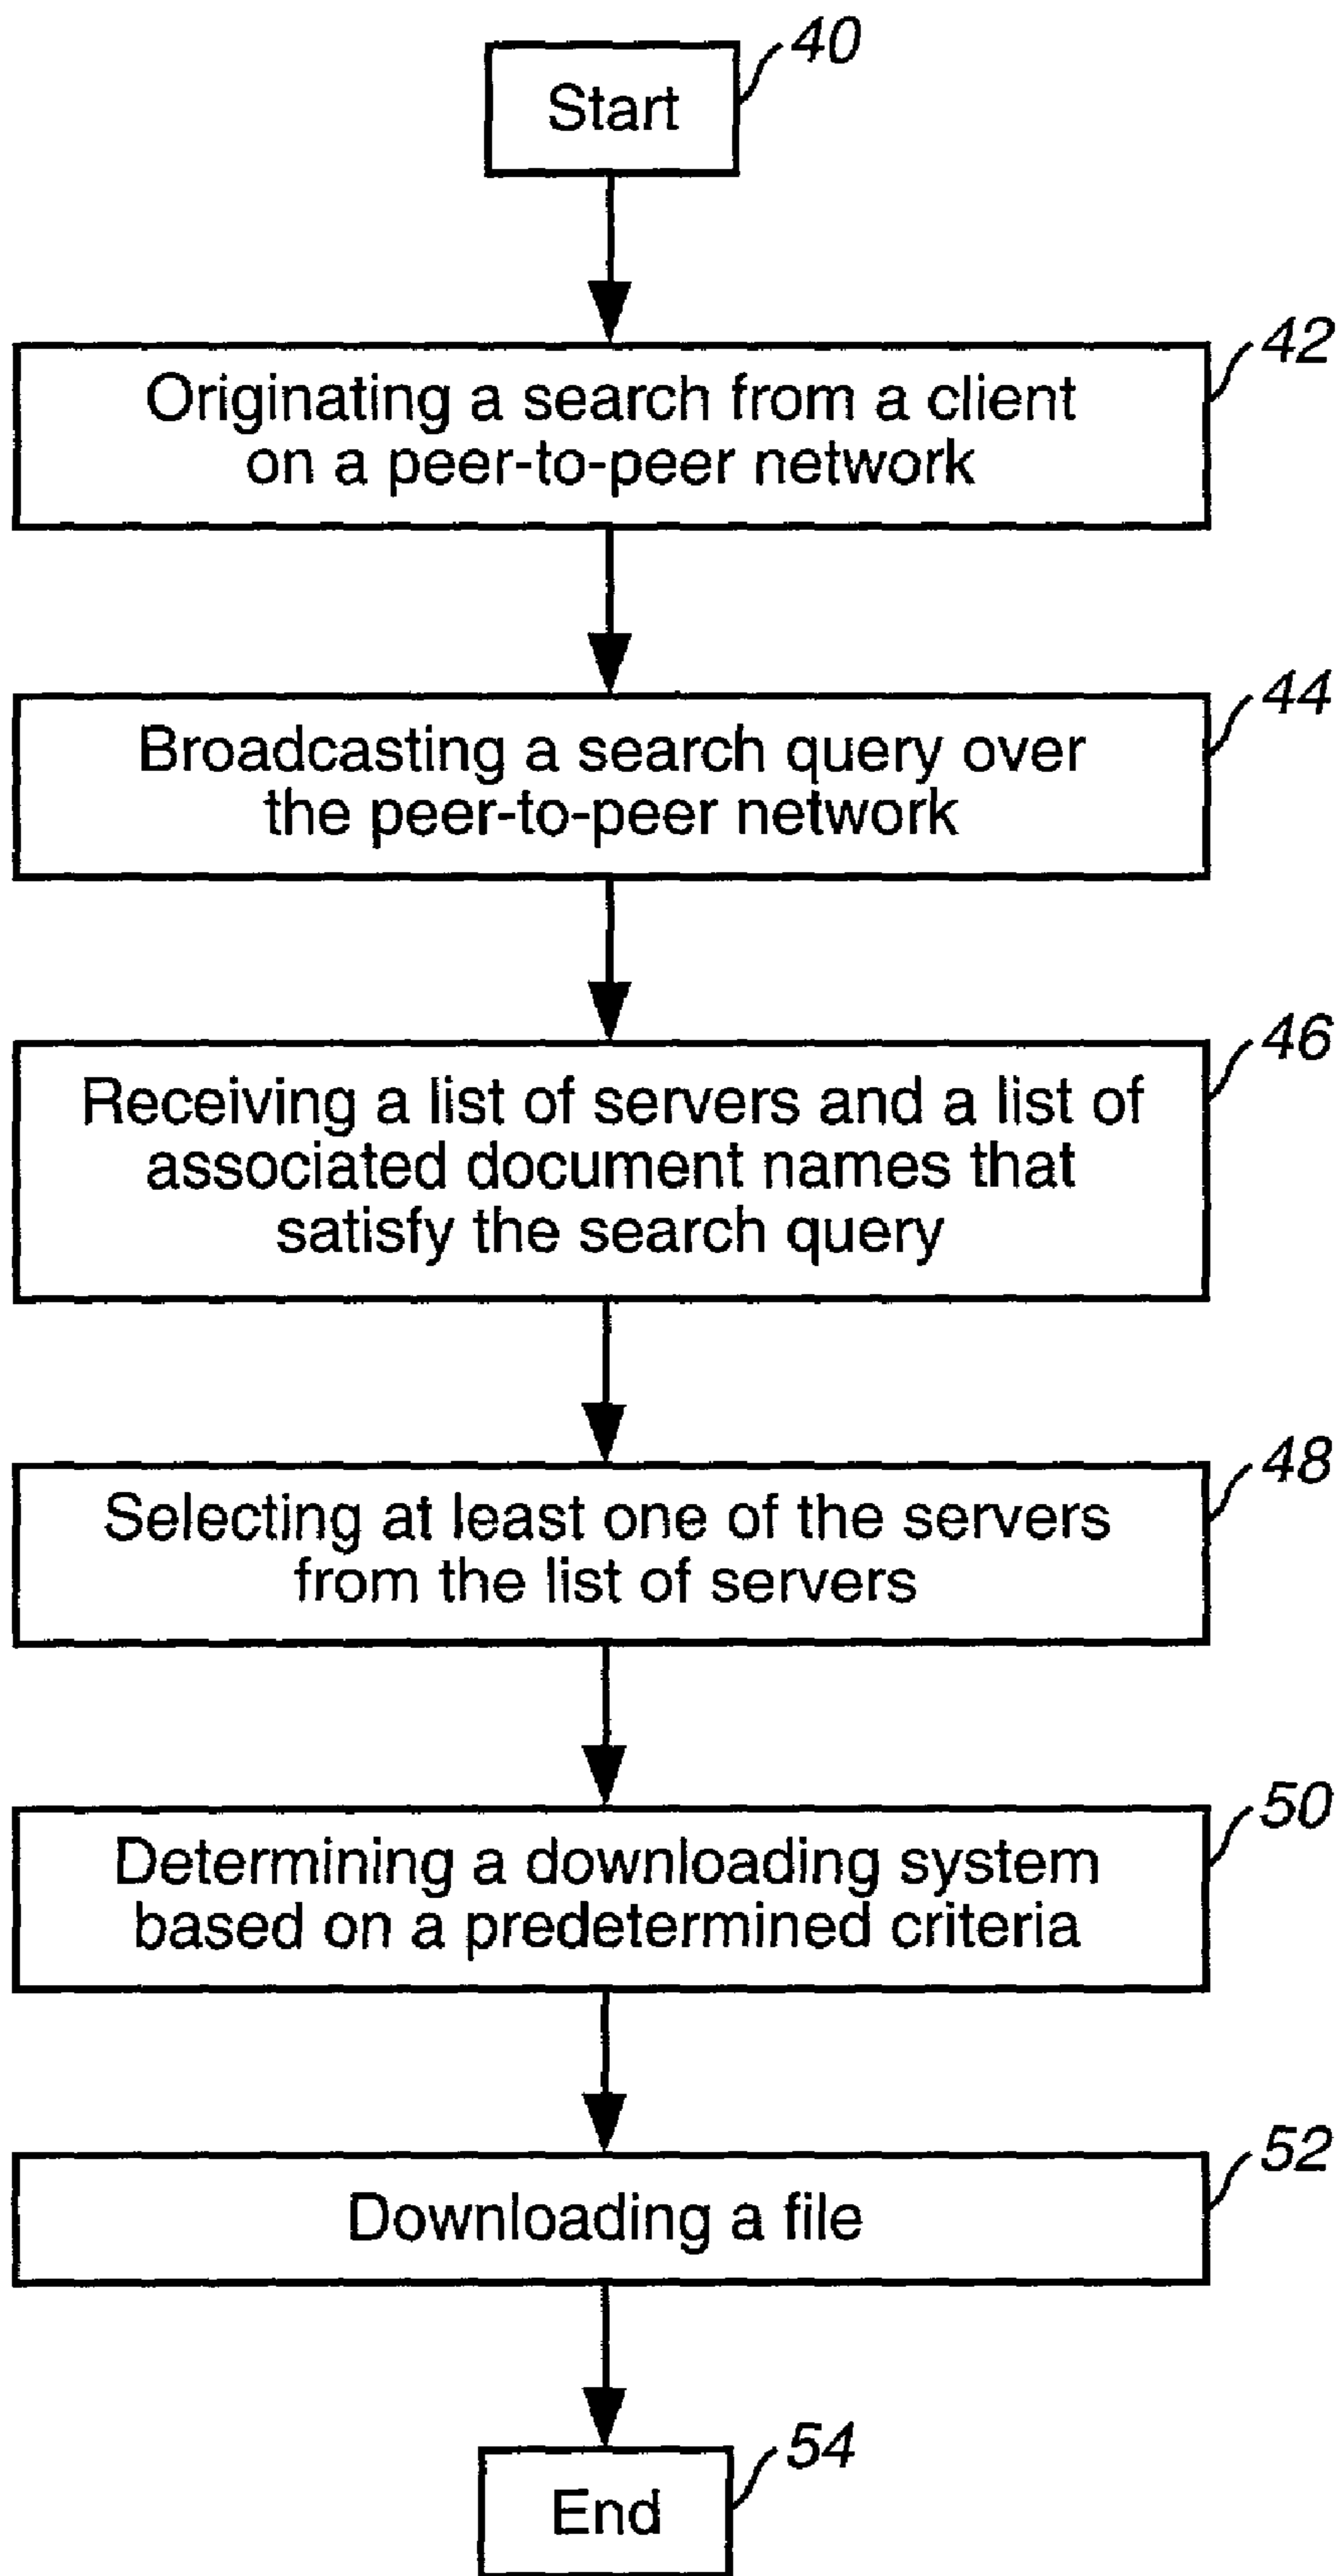 40
Start
42
Originating a search from a client
on a peer-to-peer network
44
Broadcasting a search query over
the peer-to-peer network
46
Receiving a list of servers and a list of
associated document names that
satisfy the search query
48
Selecting at least one of the servers
from the list of servers
50
Determining a downloading system
based on a predetermined criteria
52
Downloading a file
54
End